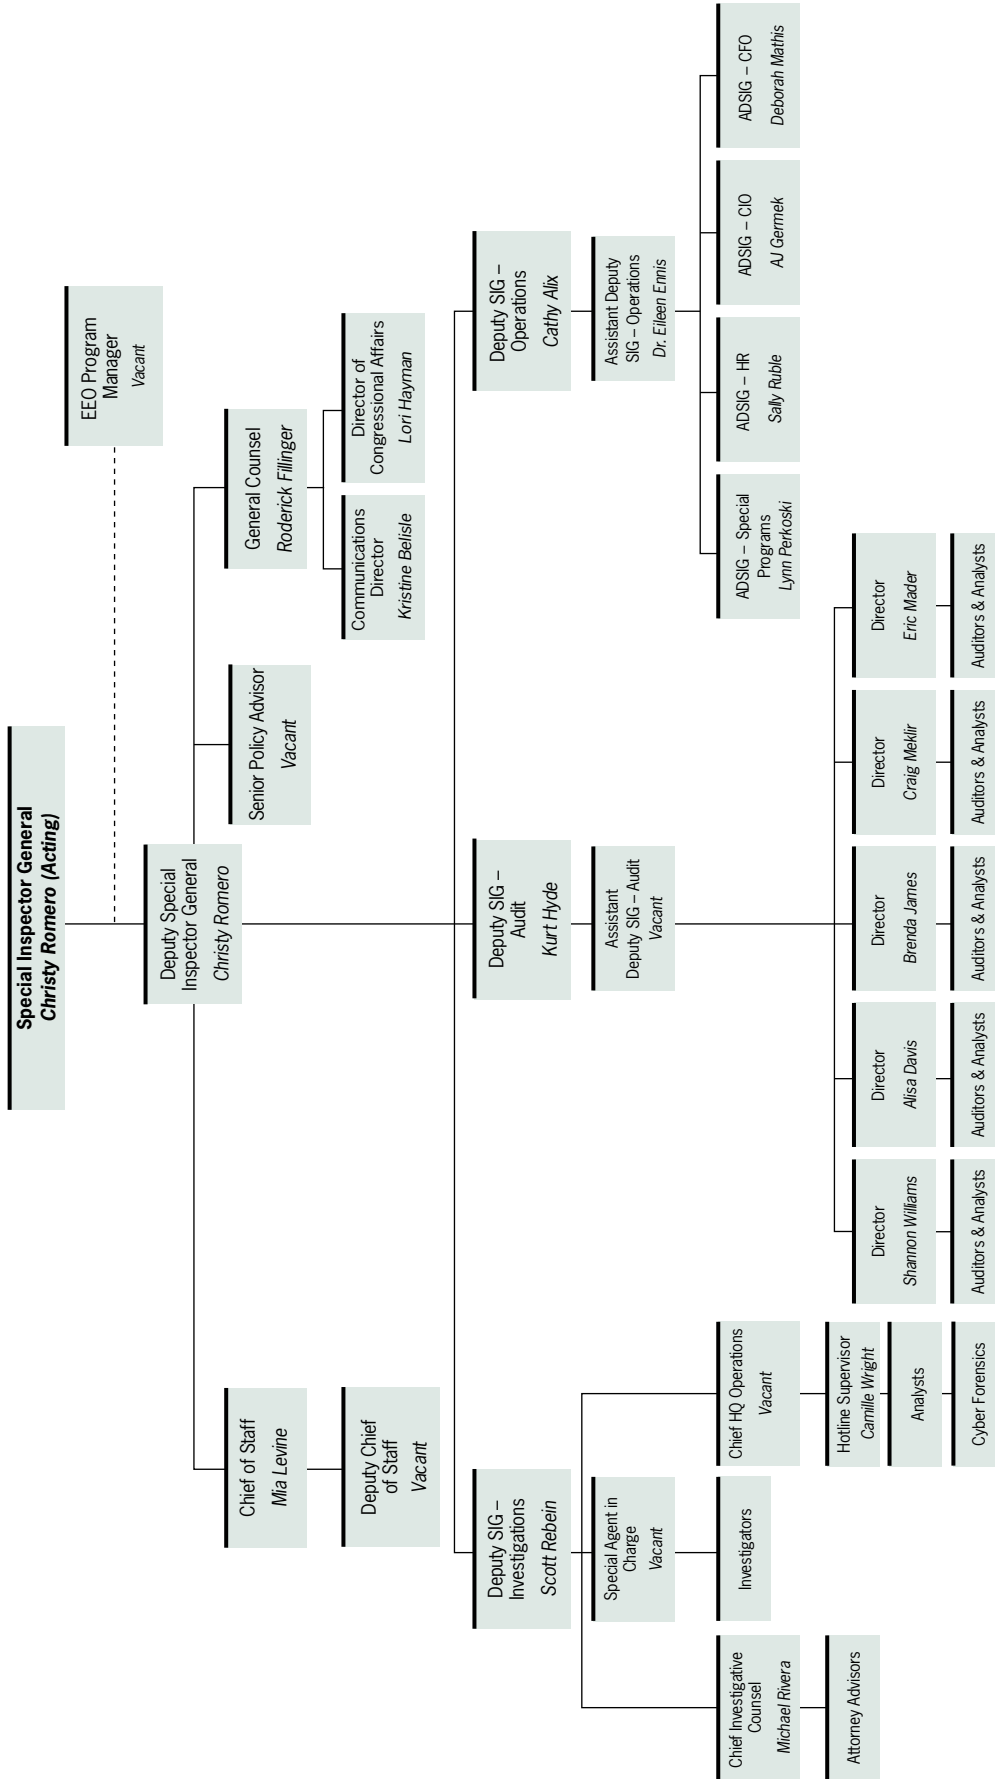 Special Inspector General
Christy Romero (Acting)
EEO Program
Manager
Vacant
Deputy Special
Inspector General
Christy Romero
Chief of Staff
Mia Levine
Senior Policy Advisor
Vacant
General Counsel
Roderick Fillinger
Deputy Chief
of Staff
Vacant
Communications
Director
Kristine Belisle
Director of
Congressional Affairs
Lori Hayman
Deputy SIG –
Investigations
Scott Rebein
Deputy SIG –
Audit
Kurt Hyde
Deputy SIG –
Operations
Cathy Alix
Special Agent in
Charge
Vacant
Assistant
Deputy SIG – Audit
Vacant
Assistant Deputy
SIG – Operations
Dr. Eileen Ennis
Chief Investigative
Counsel
Michael Rivera
Investigators
Chief HQ Operations
Vacant
ADSIG – Special
Programs
Lynn Perkoski
ADSIG – HR
Sally Ruble
ADSIG – CIO
AJ Germek
ADSIG – CFO
Deborah Mathis
Attorney Advisors
Hotline Supervisor
Camille Wright
Analysts
Cyber Forensics
Director
Shannon Williams
Director
Alisa Davis
Director
Brenda James
Director
Craig Meklir
Director
Eric Mader
Auditors & Analysts
Auditors & Analysts
Auditors & Analysts
Auditors & Analysts
Auditors & Analysts